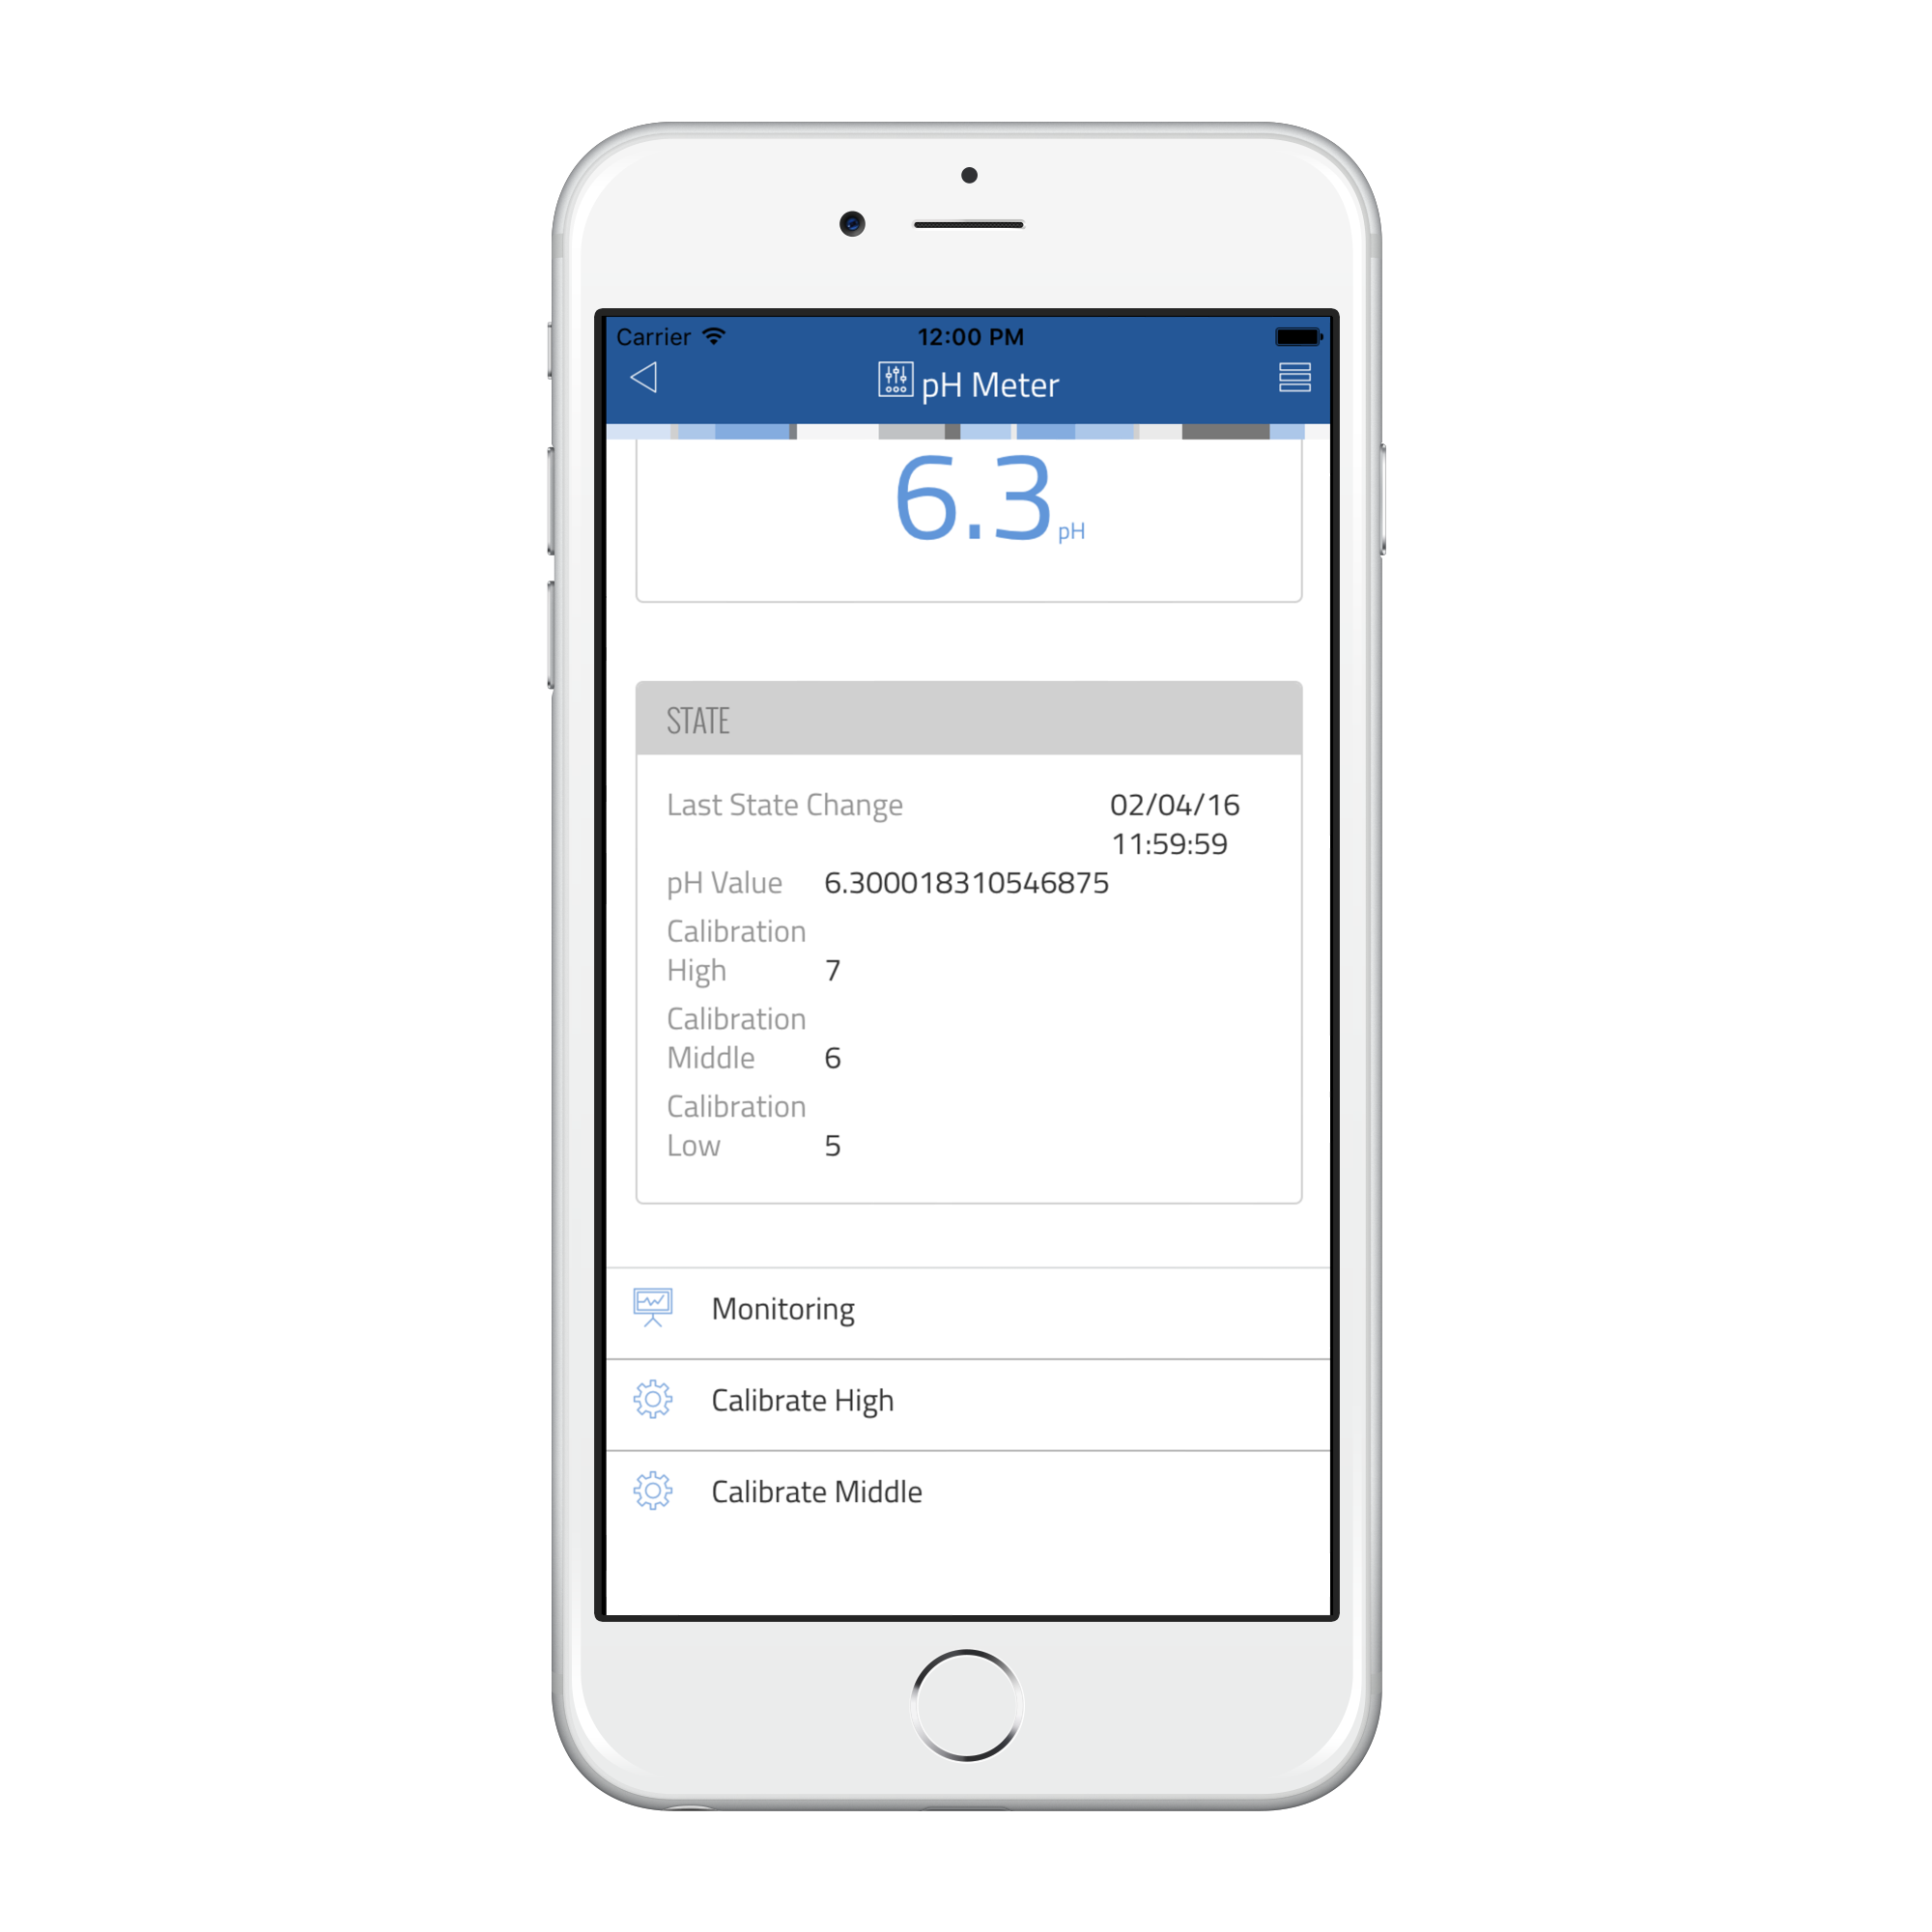 Carrier 12:00 PM
pH Meter
6.3 pH
STATE
Last State Change 02/04/16
11:59:59
pH Value 6.300018310546875
Calibration
High 7
Calibration
Middle 6
Calibration
Low 5
Monitoring
Calibrate High
Calibrate Middle